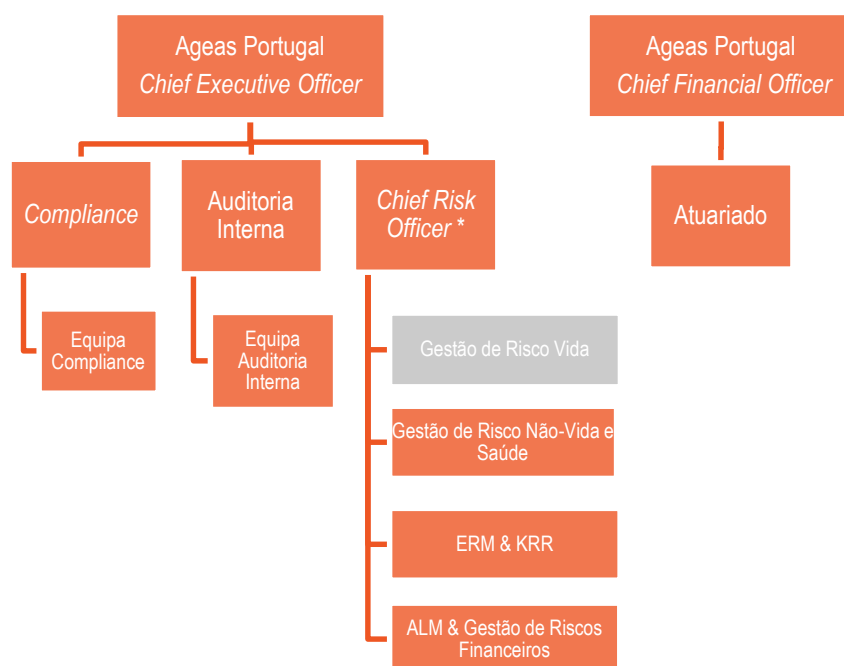 Ageas Portugal
Chief Executive Officer
Ageas Portugal
Chief Financial Officer
Compliance
Auditoria
Interna
Chief Risk
Officer *
Atuariado
Equipa
Compliance
Equipa
Auditoria
Interna
Gestão de Risco Vida
Gestão de Risco Não-Vida e
Saúde
ERM & KRR
ALM & Gestão de Riscos
Financeiros